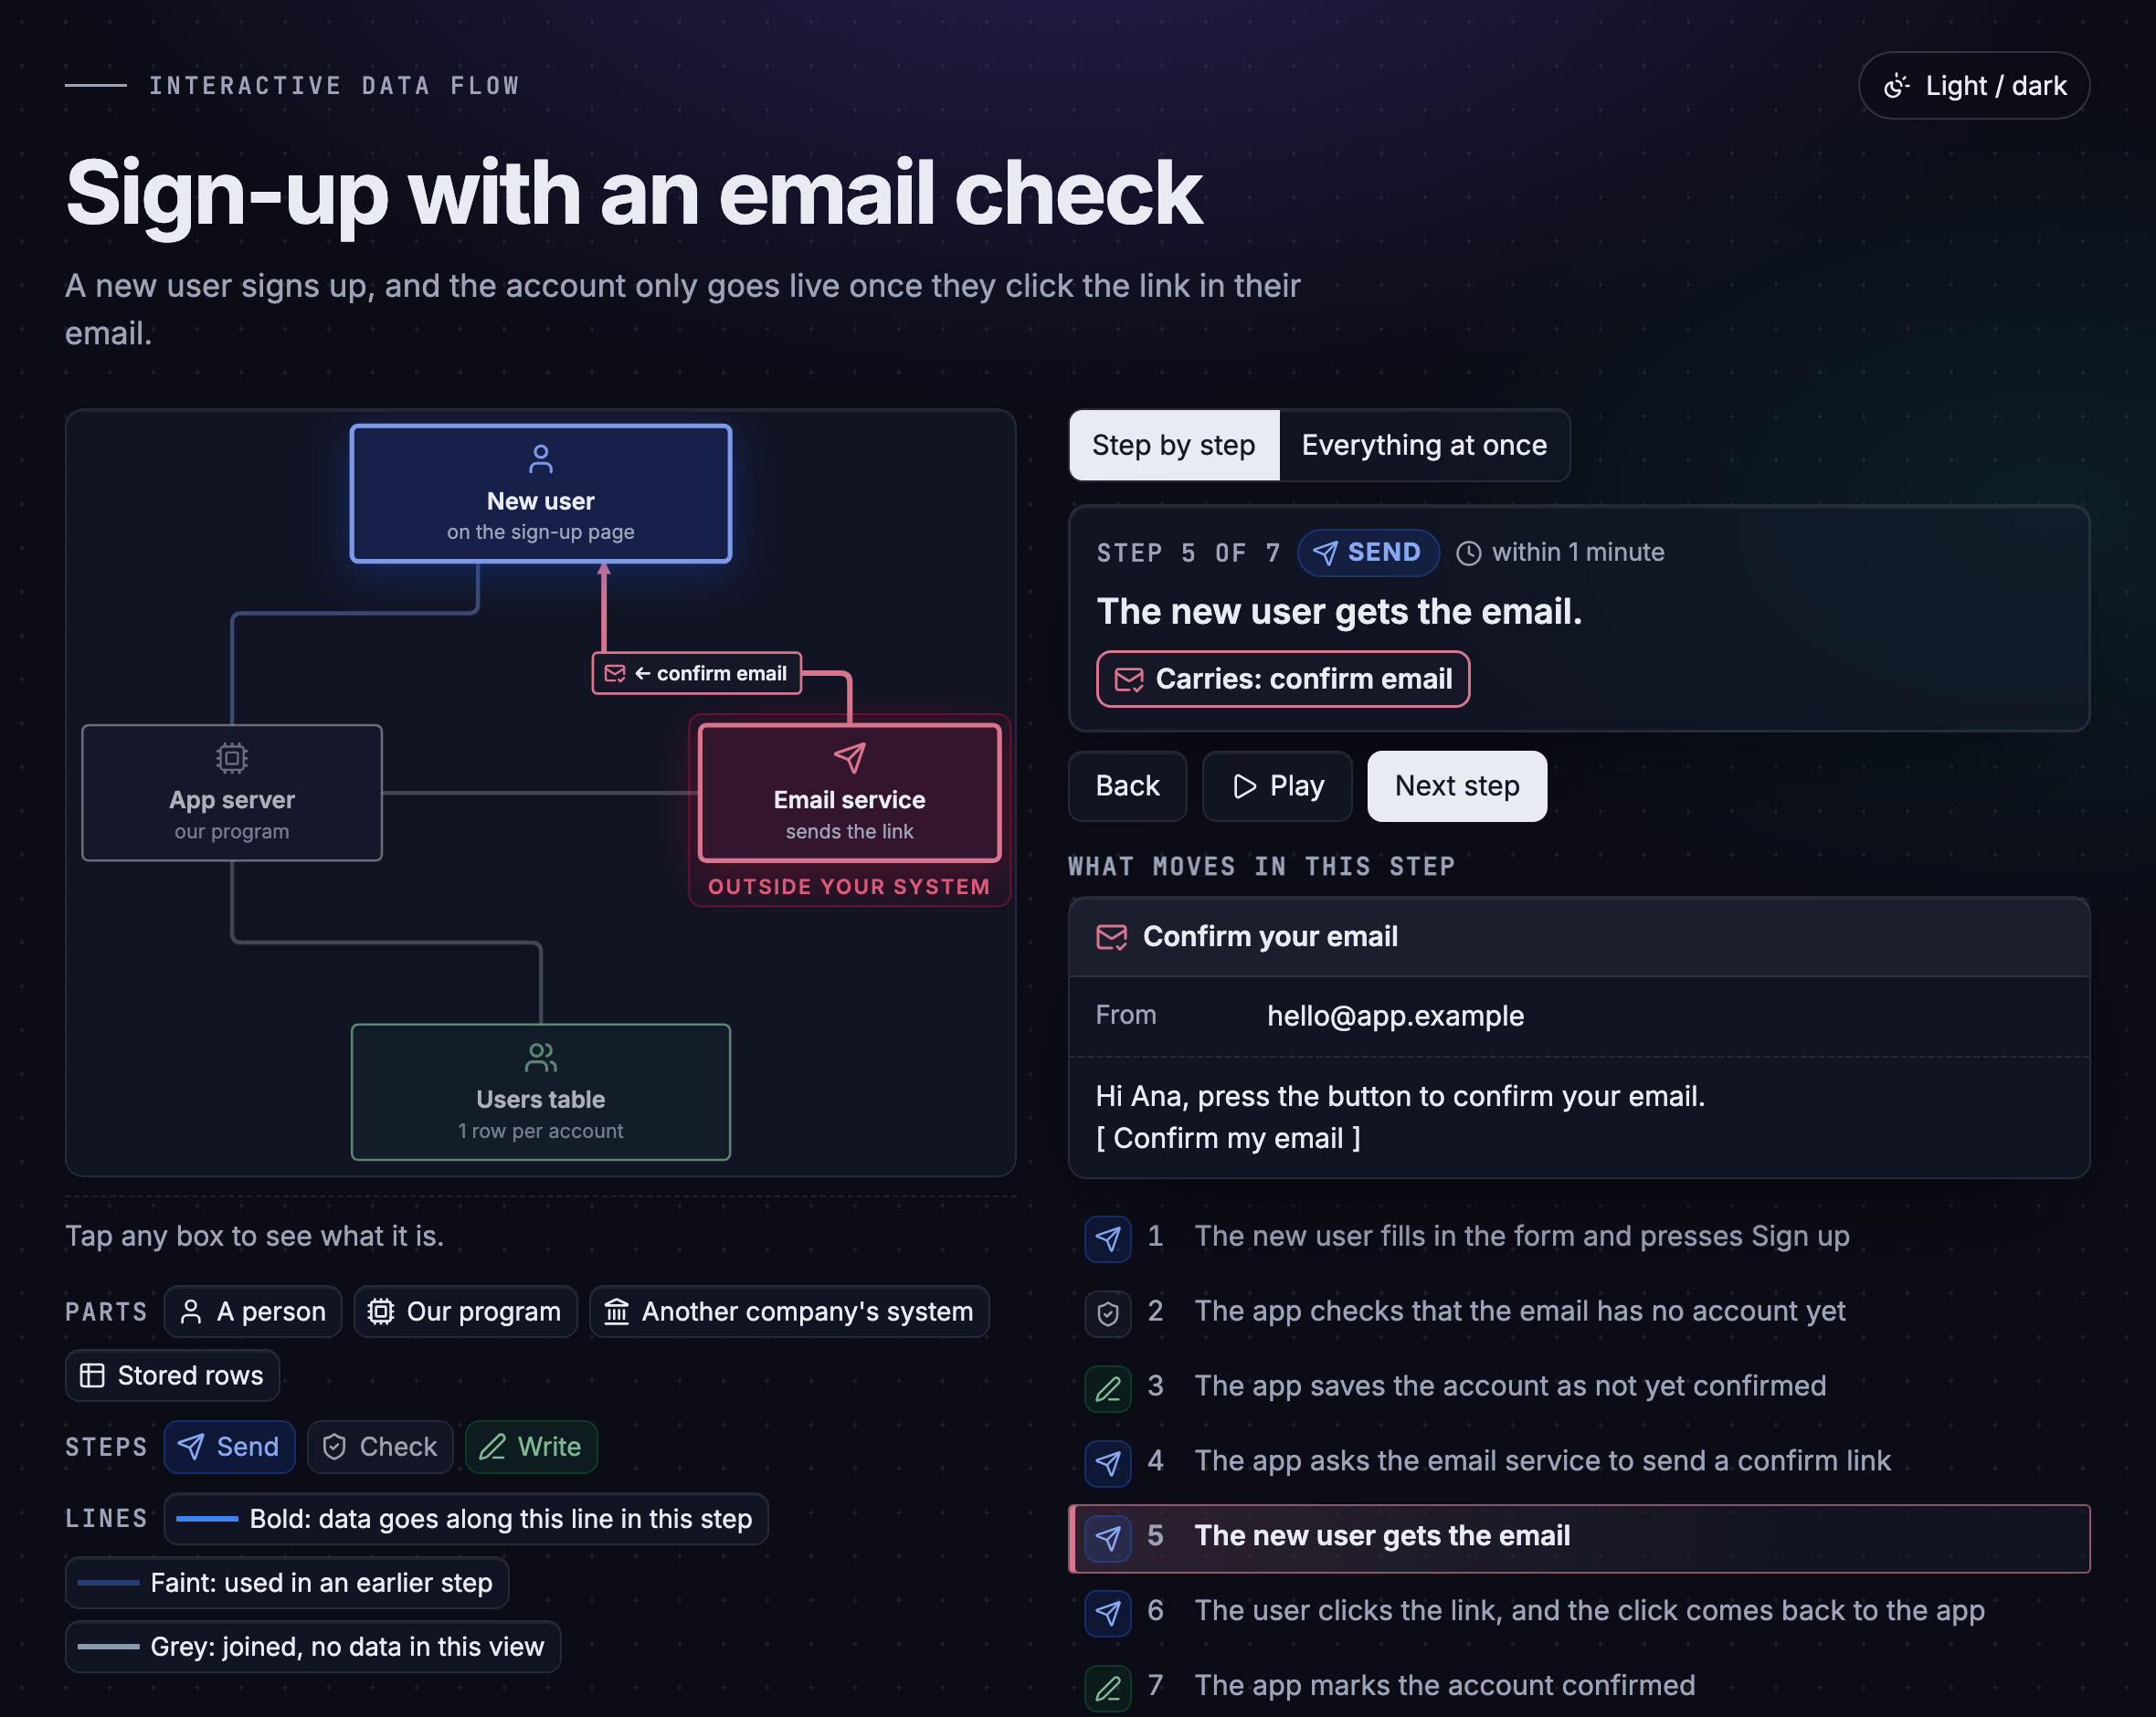 INTERACTIVE DATA FLOW
Light / dark
Sign-up with an email check
A new user signs up, and the account only goes live once they click the link in their
email.
New user
on the sign-up page
← confirm email
App server
our program
Email service
sends the link
OUTSIDE YOUR SYSTEM
Users table
1 row per account
Tap any box to see what it is.
PARTS A person Our program Another company's system
Stored rows
STEPS Send Check Write
LINES Bold: data goes along this line in this step
Faint: used in an earlier step
Grey: joined, no data in this view
Step by step Everything at once
STEP 5 OF 7 SEND within 1 minute
The new user gets the email.
Carries: confirm email
Back Play Next step
WHAT MOVES IN THIS STEP
Confirm your email
From hello@app.example
Hi Ana, press the button to confirm your email.
[ Confirm my email ]
1 The new user fills in the form and presses Sign up
2 The app checks that the email has no account yet
3 The app saves the account as not yet confirmed
4 The app asks the email service to send a confirm link
5 The new user gets the email
6 The user clicks the link, and the click comes back to the app
7 The app marks the account confirmed